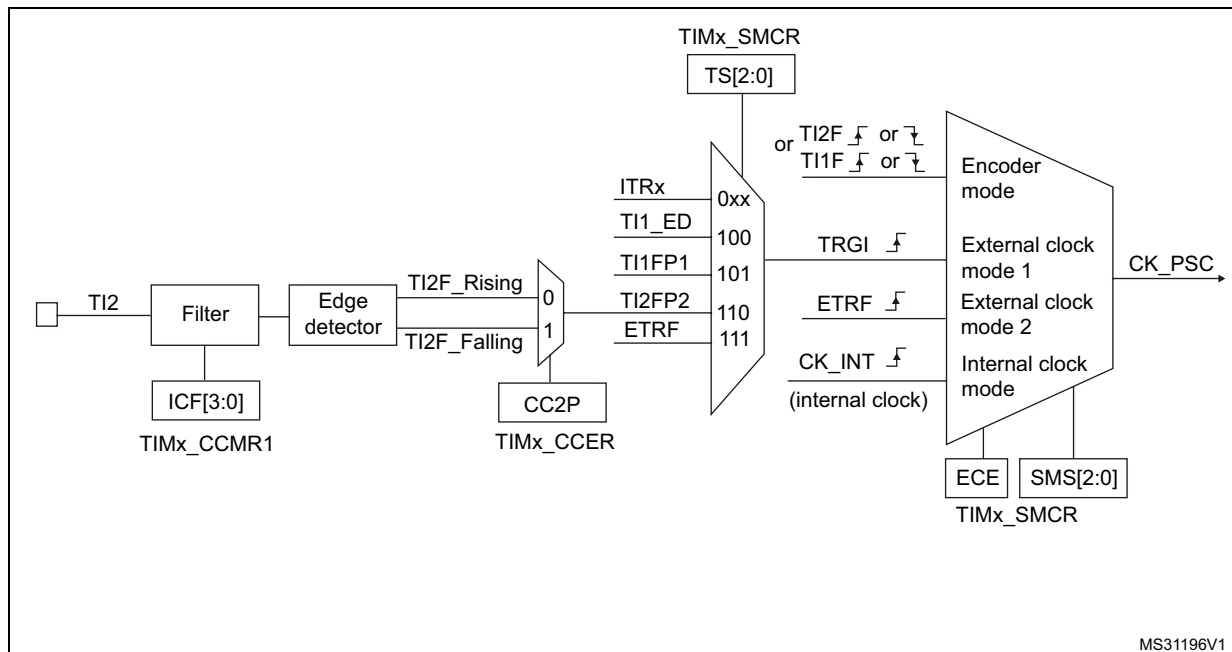 TIMx_SMCR
TS[2:0]
or TI2F or
TI1F or
Encoder
mode
ITRx
0xx
TI1_ED
100
TRGI
External clock
mode 1
CK_PSC
TI1FP1
101
TI2F_Rising
0
TI2FP2
110
ETRF
External clock
mode 2
TI2
Filter
Edge
detector
1
ETRF
111
TI2F_Falling
CK_INT
Internal clock
mode
(internal clock)
ICF[3:0]
CC2P
TIMx_CCMR1
TIMx_CCER
ECE
SMS[2:0]
TIMx_SMCR
MS31196V1